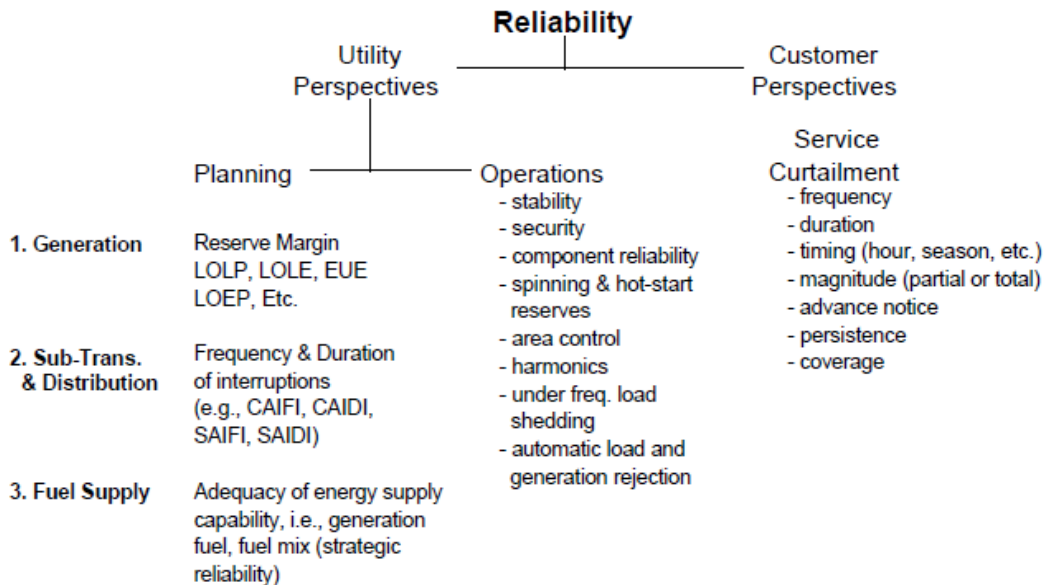 Reliability
Utility
Perspectives
Customer
Perspectives
Planning
Operations
- stability
- security
- component reliability
- spinning & hot-start
reserves
- area control
- harmonics
- under freq. load
shedding
- automatic load and
generation rejection
Service
Curtailment
- frequency
- duration
- timing (hour, season, etc.)
- magnitude (partial or total)
- advance notice
- persistence
- coverage
1. Generation
Reserve Margin
LOLP, LOLE, EUE
LOEP, Etc.
2. Sub-Trans.
& Distribution
Frequency & Duration
of interruptions
(e.g., CAIFI, CAIDI,
SAIFI, SAIDI)
3. Fuel Supply
Adequacy of energy supply
capability, i.e., generation
fuel, fuel mix (strategic
reliability)